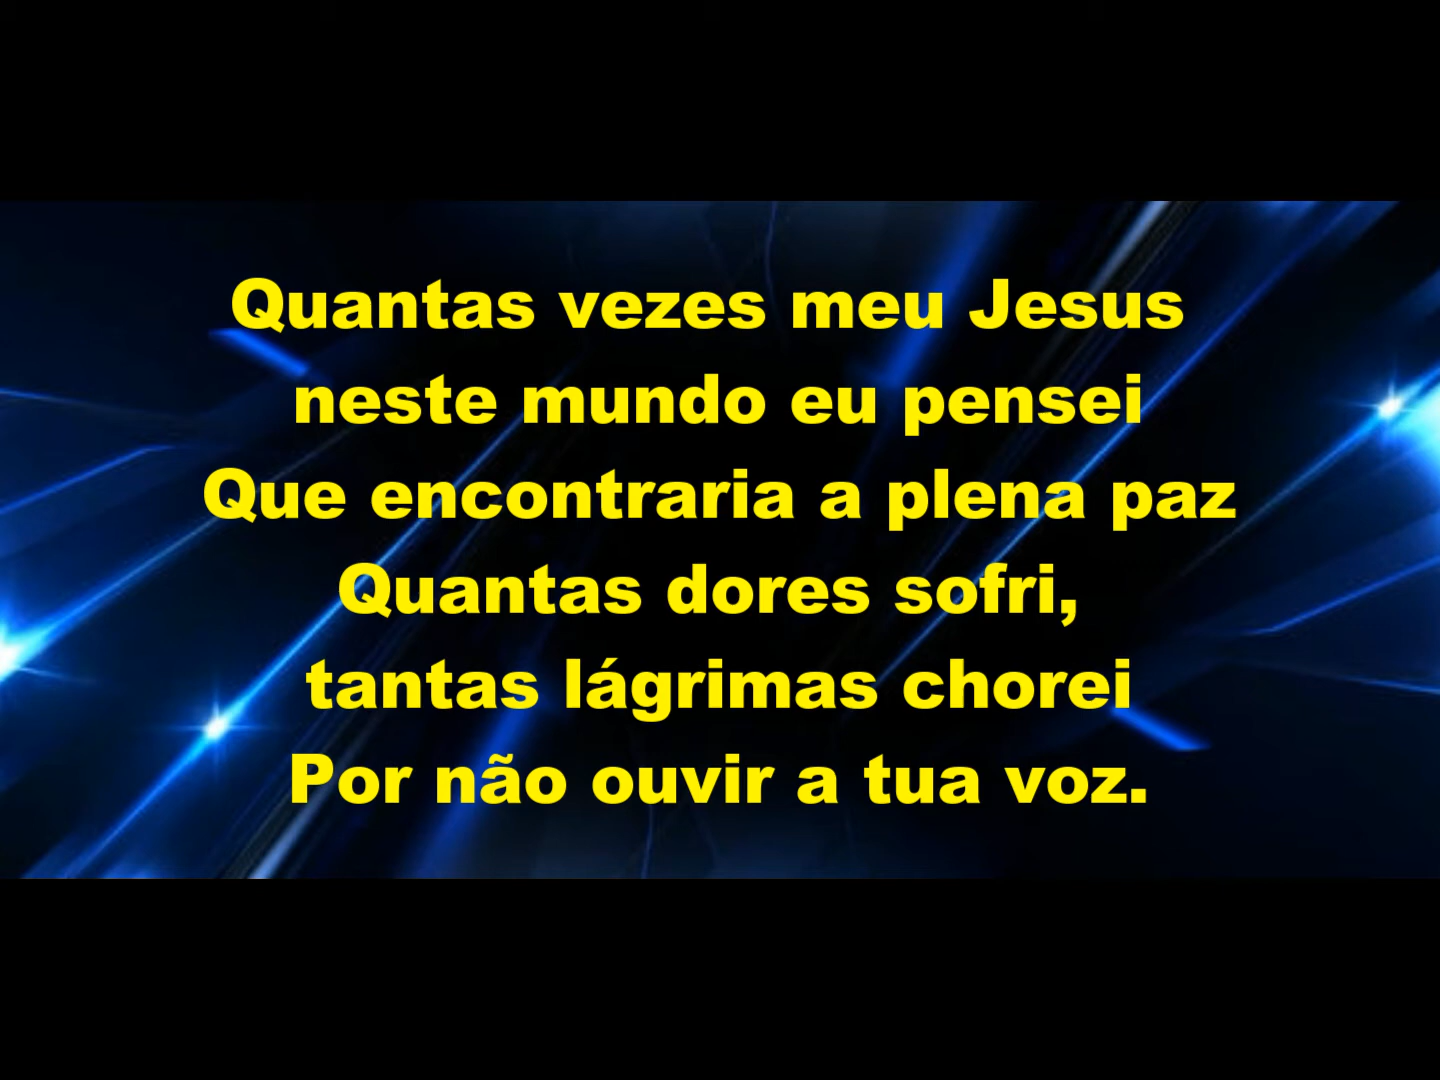 Quantas vezes meu Jesus
neste mundo eu pensei
Que encontraria a plena paz
Quantas dores sofri,
tantas lágrimas chorei
Por não ouvir a tua voz.